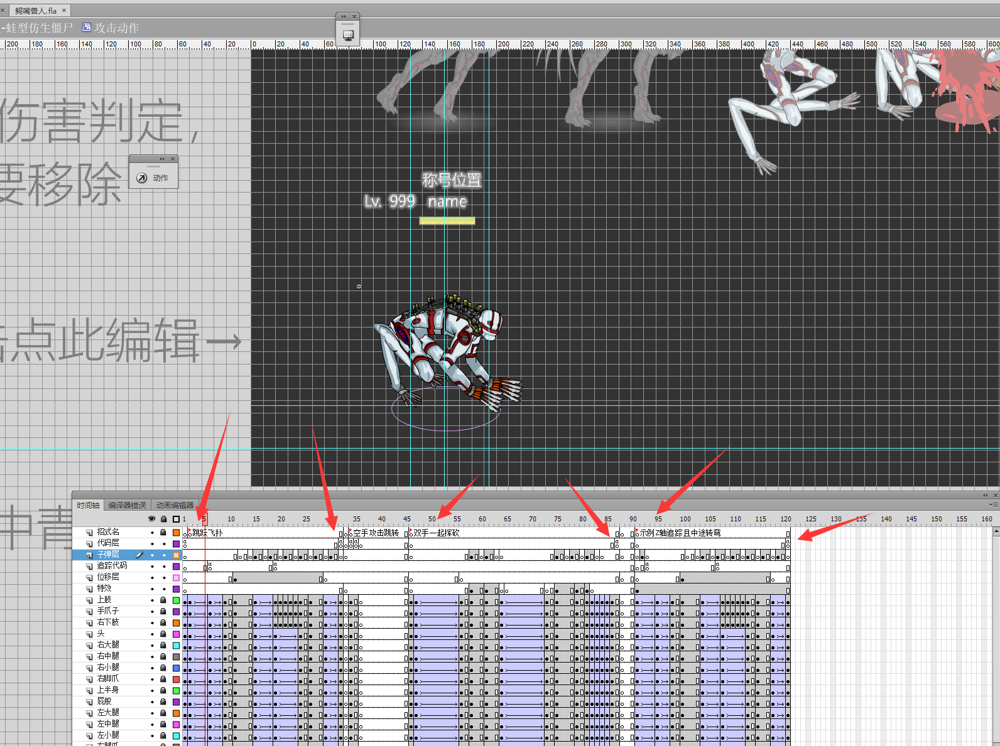 鳄嘴兽人.fla
-蛙型仿生僵尸 攻击动作
200 180 160 140 120 100 80 60 40 20 0 20 40 60 100 120 140 160 180 200 220 240 260 280 300 320 340 360 380 400 420 440 460 480 500 520 540 560 580 600
伤害判定,
要移除
动作
称号位置
Lv. 999 name
击点此编辑→
中青
时间轴 编译器错误 动画编辑器
1 5 10 15 20 25 35 40 45 50 55 60 65 70 75 80 85 90 95 100 105 110 115 120 125 130 135 140 145 150 155 160
招式名 跳跃飞扑 空手攻击跳转 双手一起挥砍 示例Z轴追踪且中途转弯
代码层
子弹层
追踪代码
位移层
特效
上肢
手爪子
右下肢
头
右大腿
右中腿
右小腿
右脚爪
上半身
屁股
左大腿
左中腿
左小腿